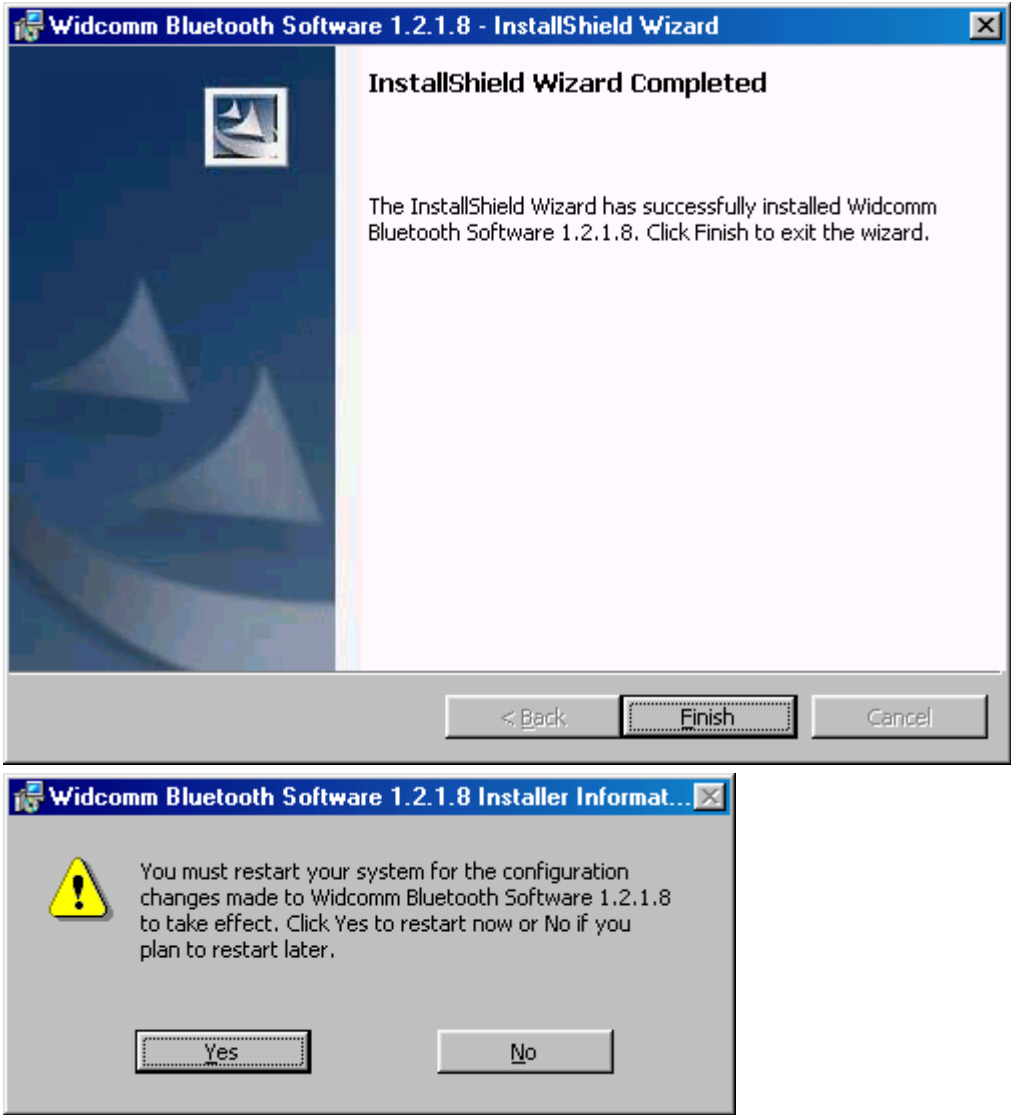 Widcomm Bluetooth Software 1.2.1.8 - InstallShield Wizard
InstallShield Wizard Completed
The InstallShield Wizard has successfully installed Widcomm
Bluetooth Software 1.2.1.8. Click Finish to exit the wizard.
< Back
Finish
Cancel
Widcomm Bluetooth Software 1.2.1.8 Installer Informat...
You must restart your system for the configuration
changes made to Widcomm Bluetooth Software 1.2.1.8
to take effect. Click Yes to restart now or No if you
plan to restart later.
Yes
No